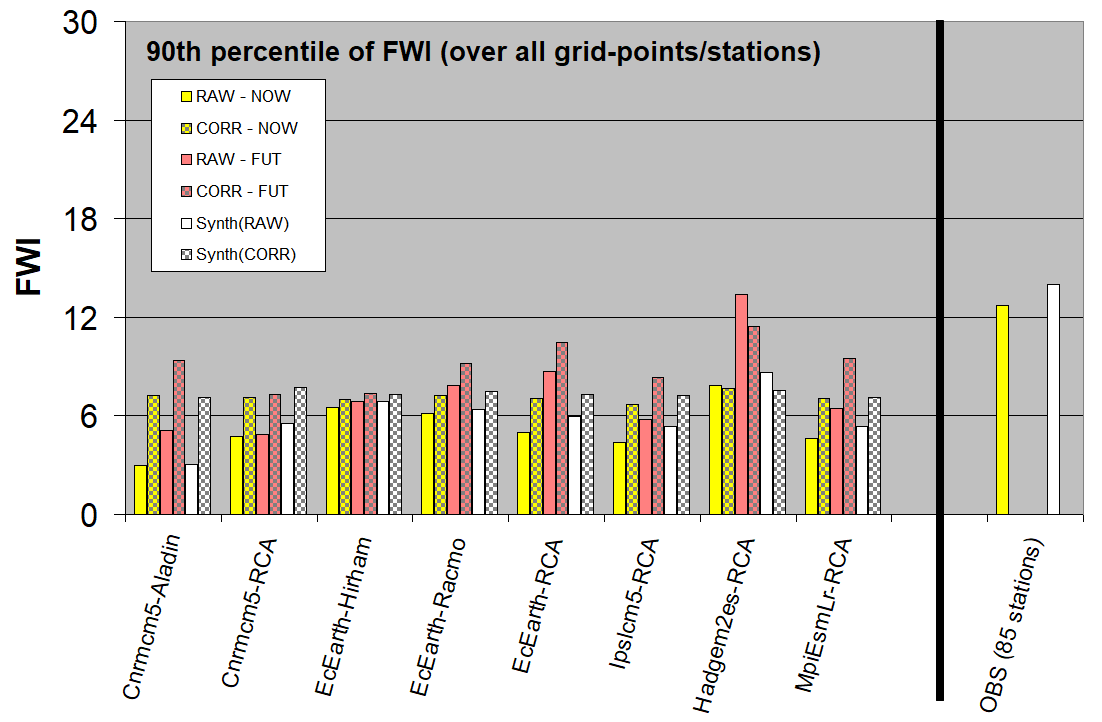 90th percentile of FWI (over all grid-points/stations)
RAW - NOW
CORR - NOW
RAW - FUT
CORR - FUT
Synth(RAW)
Synth(CORR)
FWI
30
24
18
12
6
0
Cnrmcm5-Aladin
Cnrmcm5-RCA
EcEarth-Hirham
EcEarth-Racmo
EcEarth-RCA
Ipslcm5-RCA
Hadgem2es-RCA
MpiEsmLr-RCA
OBS (85 stations)